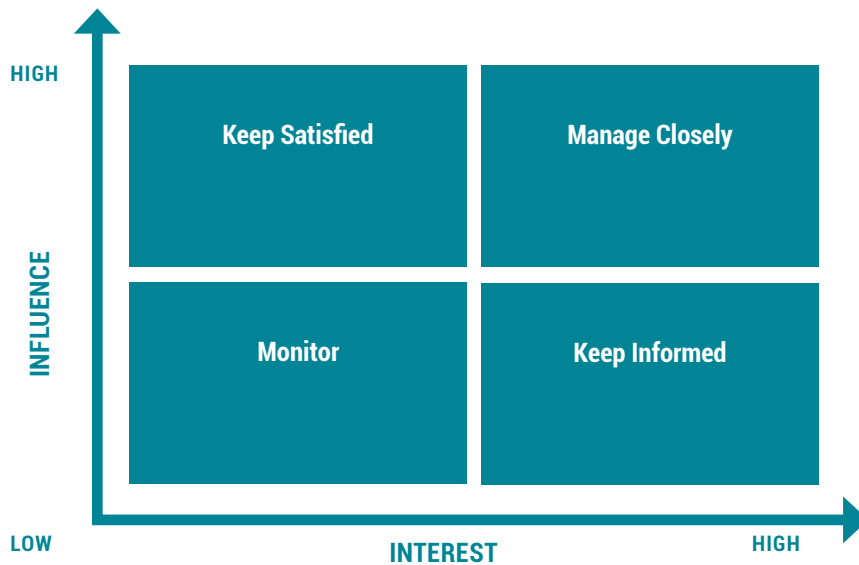 HIGH
Keep Satisfied
Manage Closely
INFLUENCE
Monitor
Keep Informed
LOW
INTEREST
HIGH